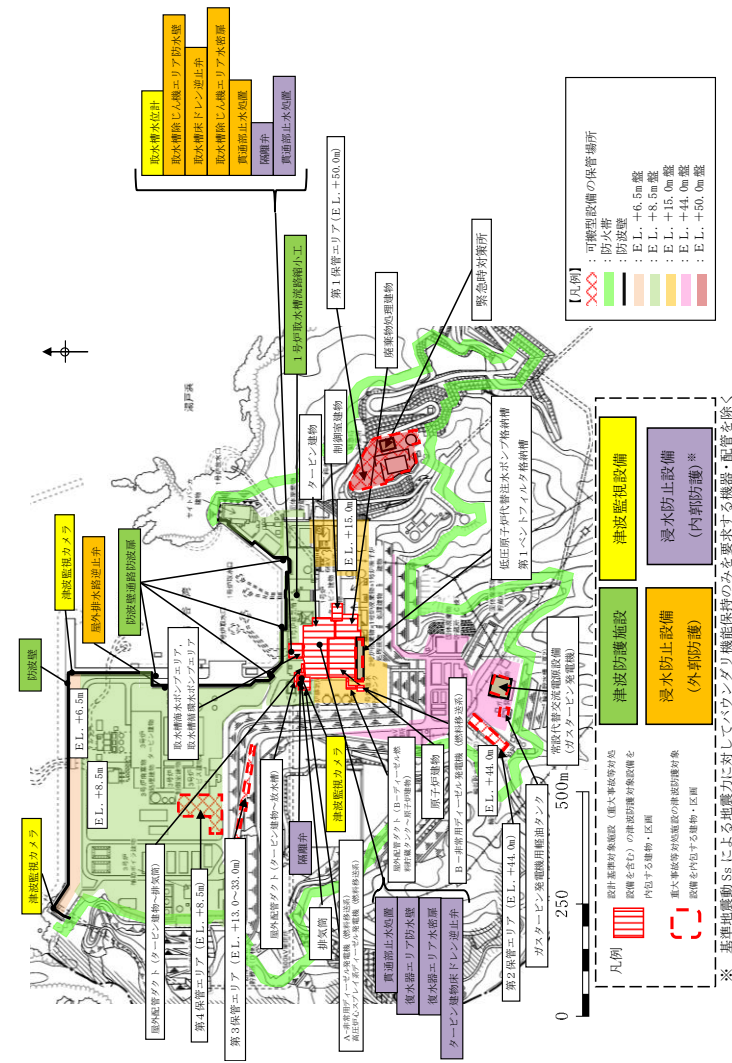 取水槽水位計
取水槽除じん機エリア防水壁
取水槽床ドレン逆止弁
取水槽除じん機エリア水密扉
貫通部止水処置
隔離弁
貫通部止水処置
1号炉取水槽流路縮小工
第1保管エリア(EL.+50.0m)
タービン建物
制御室建物
廃棄物処理建物
緊急時対策所
低圧原子炉代替注水ポンプ格納槽
第1ベントフィルタ格納槽
津波監視カメラ
屋外排水路逆止弁
防波壁通路防波扉
防波壁
取水槽海水ポンプエリア,
取水槽循環水ポンプエリア
津波監視カメラ
EL.+6.5m
EL.+8.5m
EL.+15.0m
EL.+44.0m
湯戸浜
サイトバンカ
建物
屋外配管ダクト(タービン建物~排気筒)
第4保管エリア(EL.+8.5m)
第3保管エリア(EL.+13.0~33.0m)
屋外配管ダクト(タービン建物~放水槽)
隔離弁
津波監視カメラ
排気筒
A-非常用ディーゼル発電機(燃料移送系)
高圧炉心スプレイ系ディーゼル発電機(燃料移送系)
貫通部止水処置
復水器エリア防水壁
復水器エリア水密扉
タービン建物床ドレン逆止弁
屋外配管ダクト(B-ディーゼル燃
料貯蔵タンク~原子炉建物)
原子炉建物
B-非常用ディーゼル発電機(燃料移送系)
第2保管エリア(EL.+44.0m)
ガスタービン発電機用軽油タンク
常設代替交流電源設備
(ガスタービン発電機)
0 250 500m
【凡例】
:可搬型設備の保管場所
:防火帯
:防波壁
:EL.+6.5m盤
:EL.+8.5m盤
:EL.+15.0m盤
:EL.+44.0m盤
:EL.+50.0m盤
凡例
設計基準対象施設(重大事故等対処
設備を含む)の津波防護対象設備を
内包する建物・区画
重大事故等対処施設の津波防護対象
設備を内包する建物・区画
津波防護施設
津波監視設備
浸水防止設備
(外郭防護)
浸水防止設備
(内郭防護)※
※ 基準地震動Ssによる地震力に対してバウンダリ機能保持のみを要求する機器・配管を除く